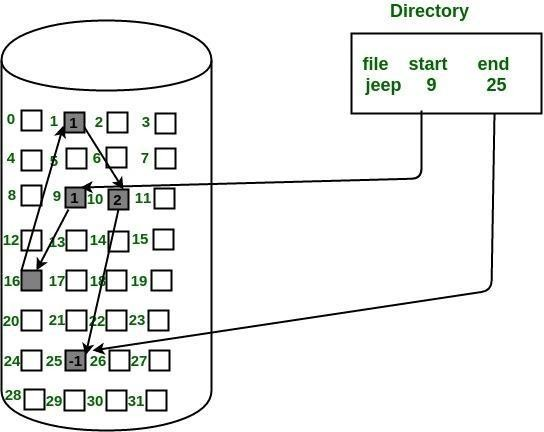 Directory
file start end
jeep 9 25
0 1 1 2 3
4 5 6 7
8 9 1 10 2 11
12 13 14 15
16 17 18 19
20 21 22 23
24 25 -1 26 27
28 29 30 31